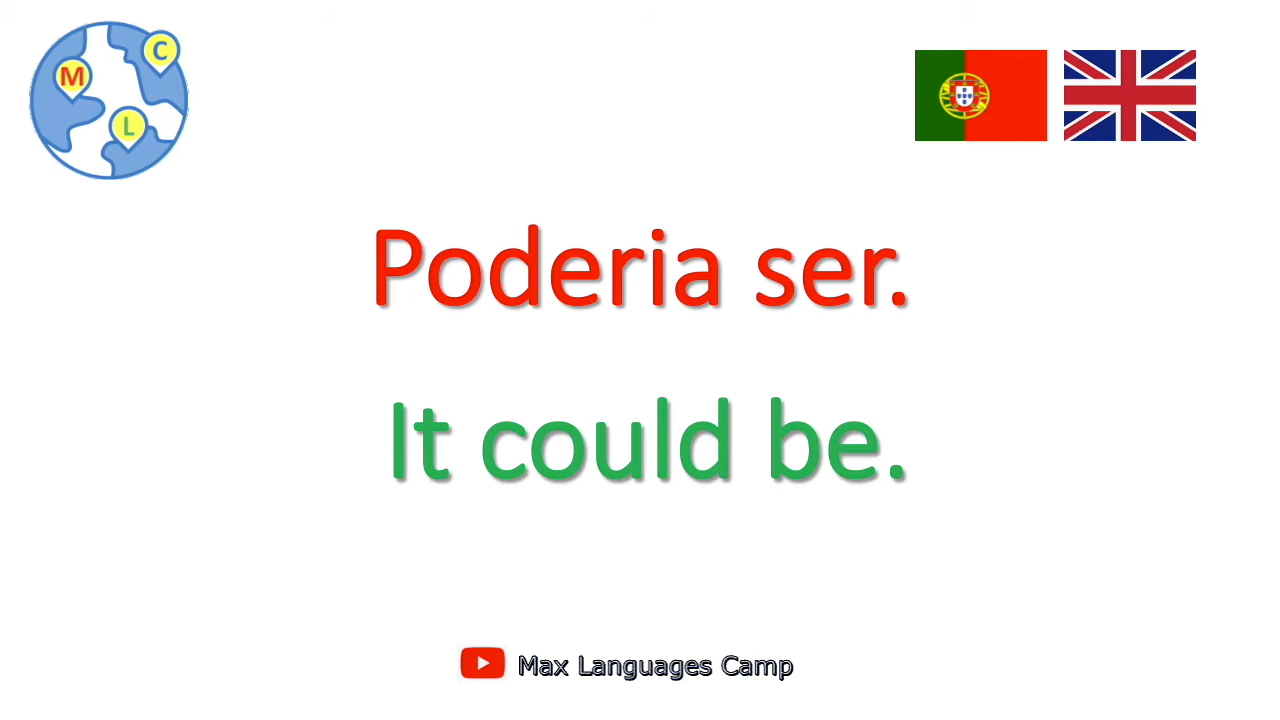 M
C
L
Poderia ser.
It could be.
Max Languages Camp